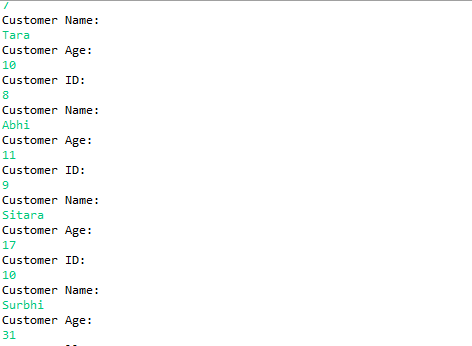 7
Customer Name:
Tara
Customer Age:
10
Customer ID:
8
Customer Name:
Abhi
Customer Age:
11
Customer ID:
9
Customer Name:
Sitara
Customer Age:
17
Customer ID:
10
Customer Name:
Surbhi
Customer Age:
31